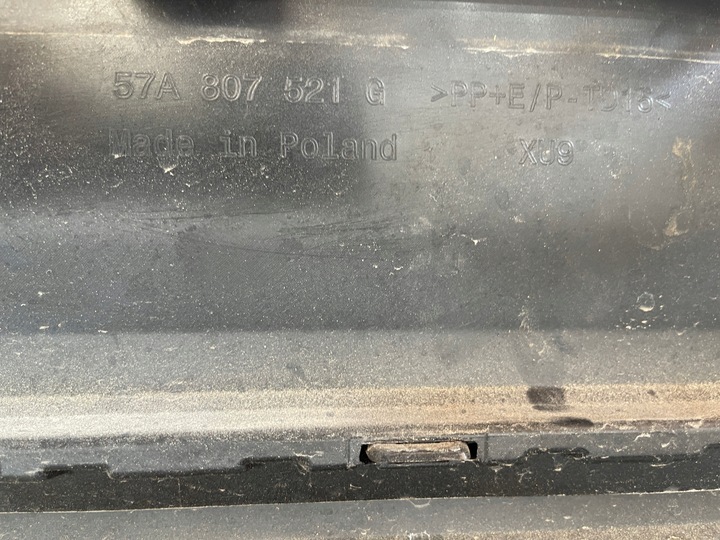 57A 807 521 G >PP+E/P-TD15<
Made in Poland XU9